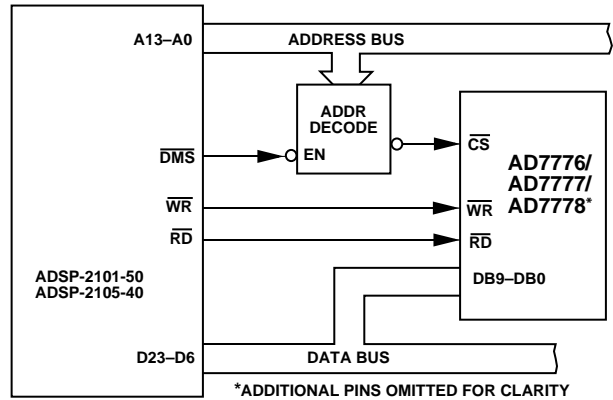 A13–A0
ADDRESS BUS
ADDR
DECODE
EN
DMS
CS
AD7776/
AD7777/
AD7778*
WR
WR
RD
RD
ADSP-2101-50
ADSP-2105-40
DB9–DB0
D23–D6
DATA BUS
*ADDITIONAL PINS OMITTED FOR CLARITY